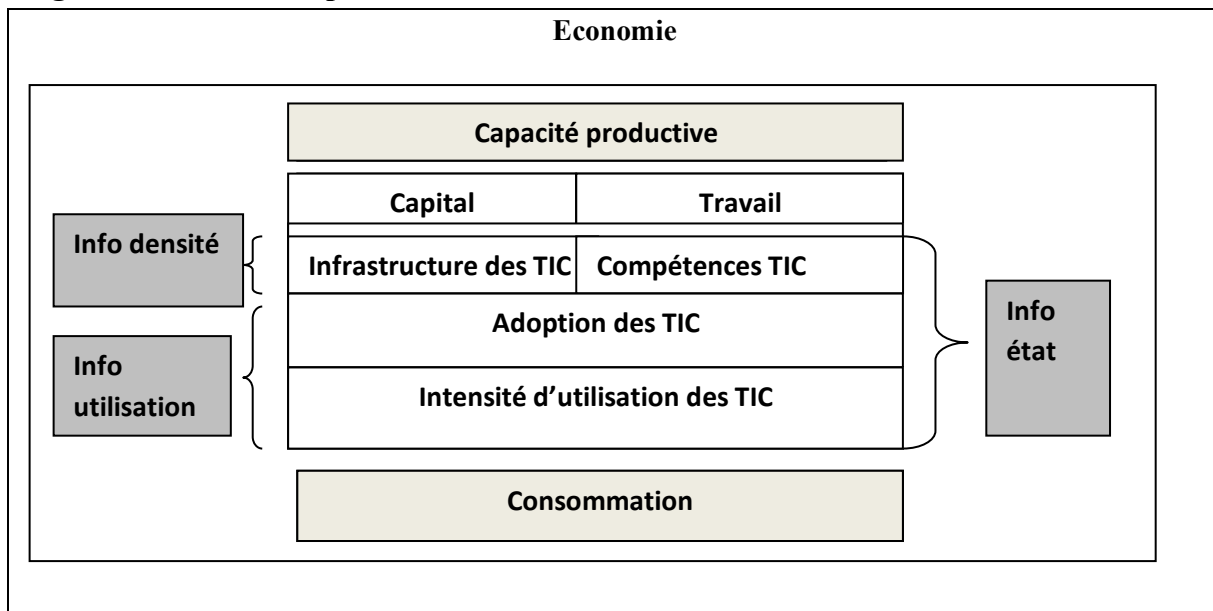 Economie
Capacité productive
Capital
Travail
Info densité
Infrastructure des TIC
Compétences TIC
Adoption des TIC
Info
utilisation
Intensité d’utilisation des TIC
Info
état
Consommation